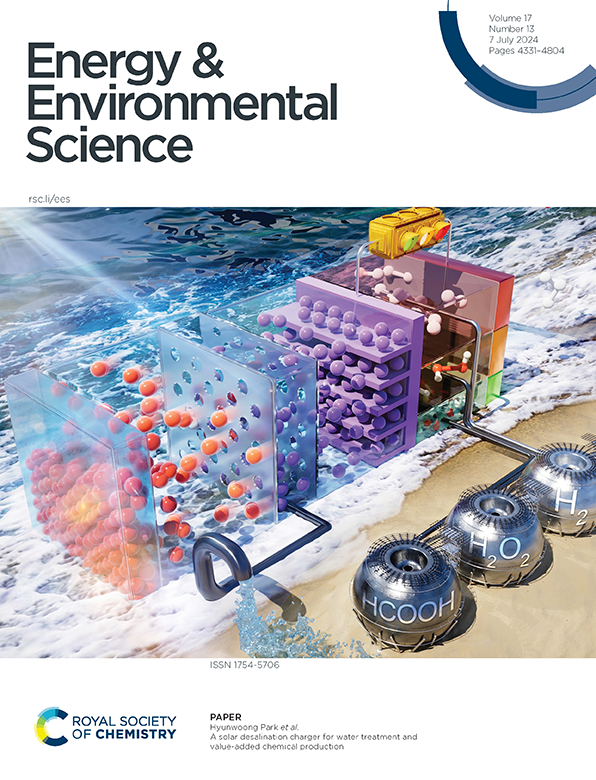 Volume 17
Number 13
7 July 2024
Pages 4331–4804
Energy &
Environmental
Science
rsc.li/ees
H2
H2O2
HCOOH
ISSN 1754-5706
ROYAL SOCIETY
OF CHEMISTRY
PAPER
Hyunwoong Park et al.
A solar desalination charger for water treatment and
value-added chemical production